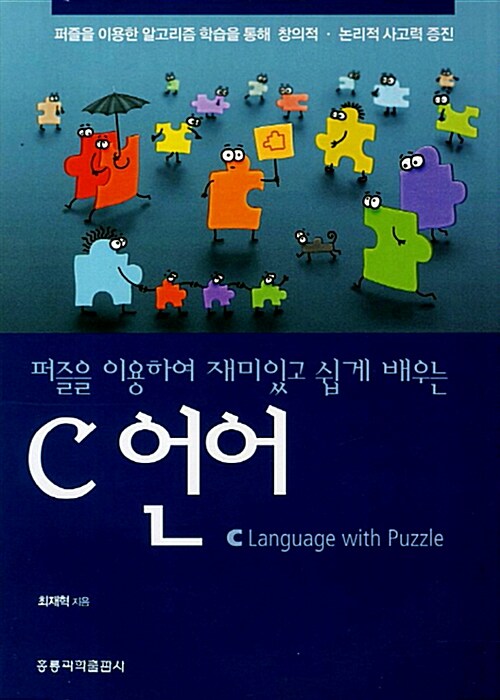 퍼즐을 이용한 알고리즘 학습을 통해 창의적 · 논리적 사고력 증진
퍼즐을 이용하여 재미있고 쉽게 배우는
C 언어
C Language with Puzzle
최재혁 지음
홍릉과학출판사